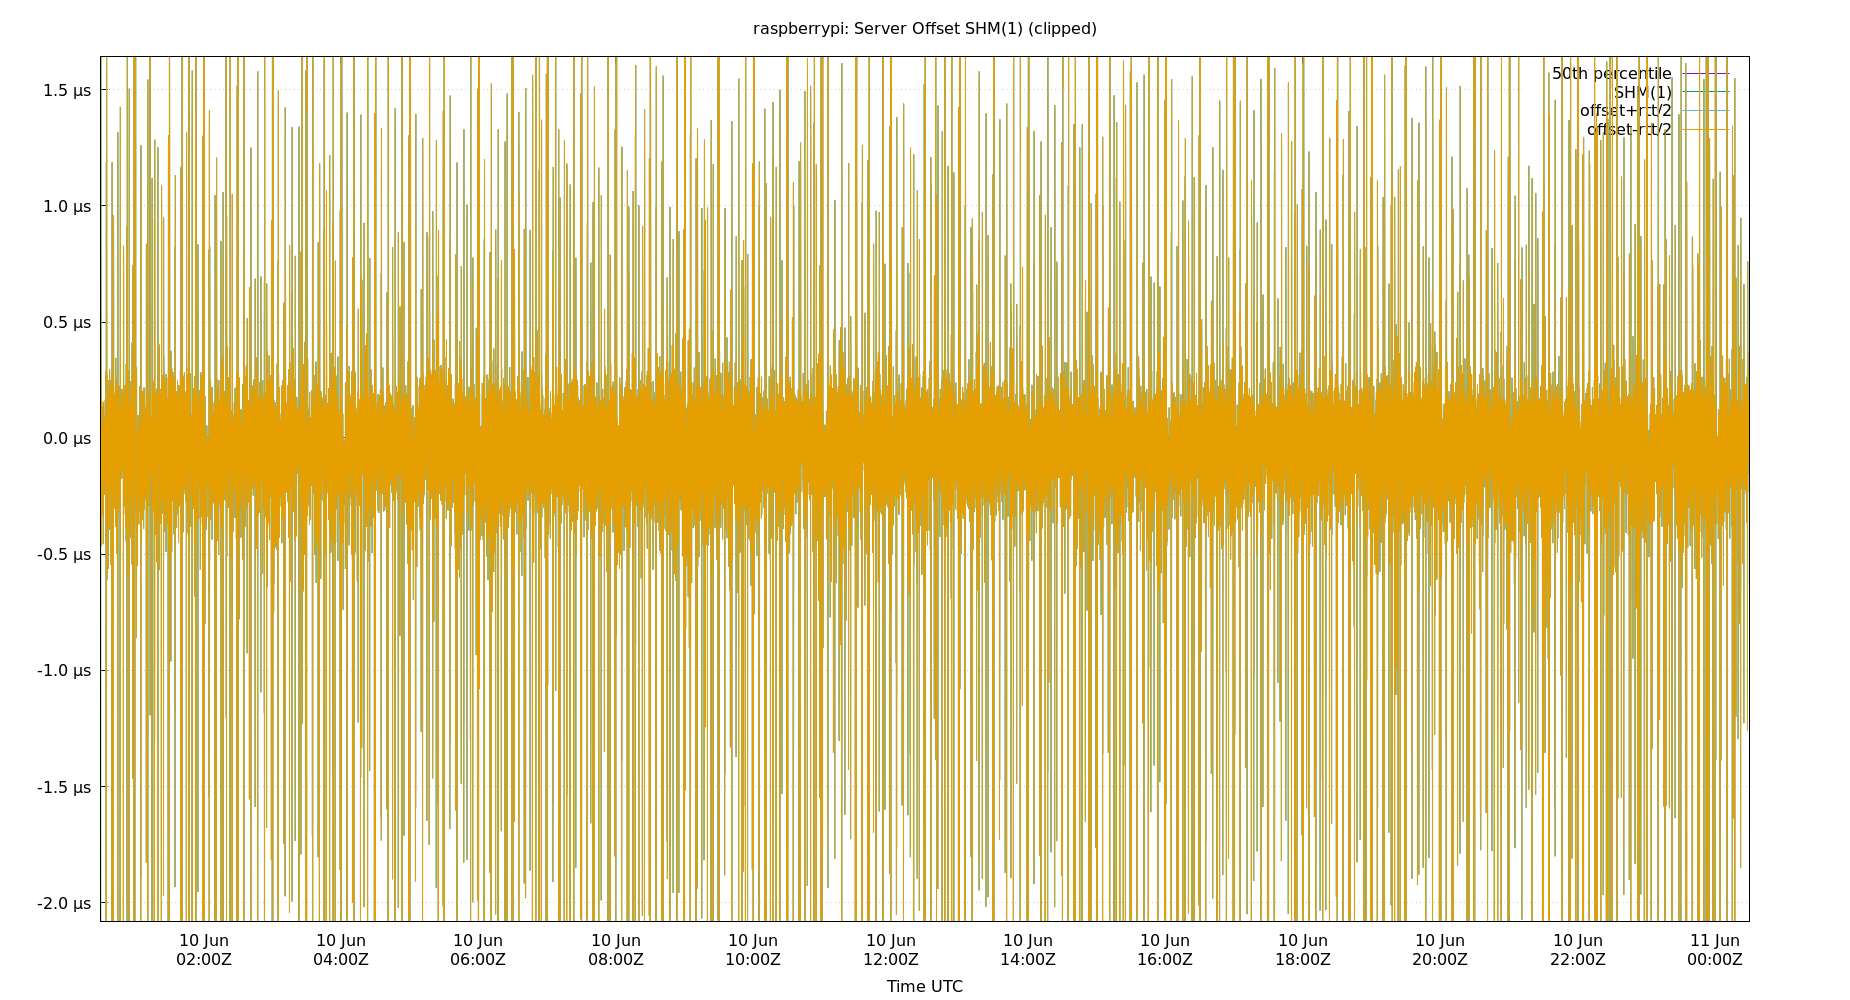 raspberrypi: Server Offset SHM(1) (clipped)
50th percentile
SHM(1)
offset+rtt/2
offset-rtt/2
1.5 µs
1.0 µs
0.5 µs
0.0 µs
-0.5 µs
-1.0 µs
-1.5 µs
-2.0 µs
10 Jun 10 Jun 10 Jun 10 Jun 10 Jun 10 Jun 10 Jun 10 Jun 10 Jun 10 Jun 10 Jun 11 Jun
02:00Z 04:00Z 06:00Z 08:00Z 10:00Z 12:00Z 14:00Z 16:00Z 18:00Z 20:00Z 22:00Z 00:00Z
Time UTC